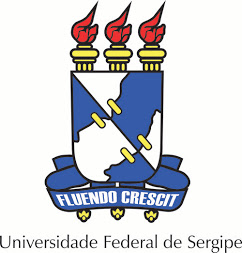 FLUENDO CRESCIT
Universidade Federal de Sergipe